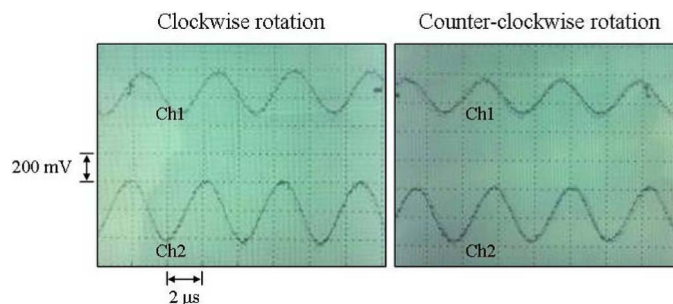 Clockwise rotation
Counter-clockwise rotation
Ch1
Ch1
200 mV
Ch2
Ch2
2 µs